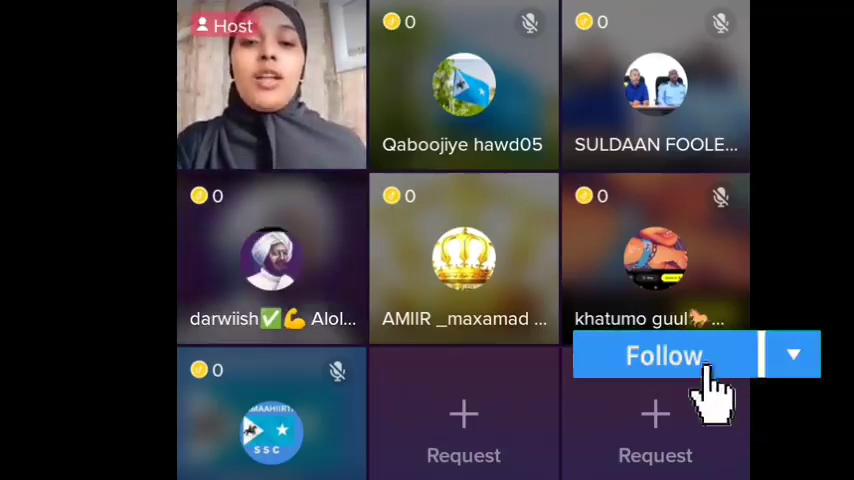 Host
0
0
Qaboojiye hawd05
SULDAAN FOOLE...
0
0
0
darwiish✅💪 Alol...
AMIIR _maxamad ...
khatumo guul🐎...
Follow
0
MAAHIIRT
SSC
Request
Request